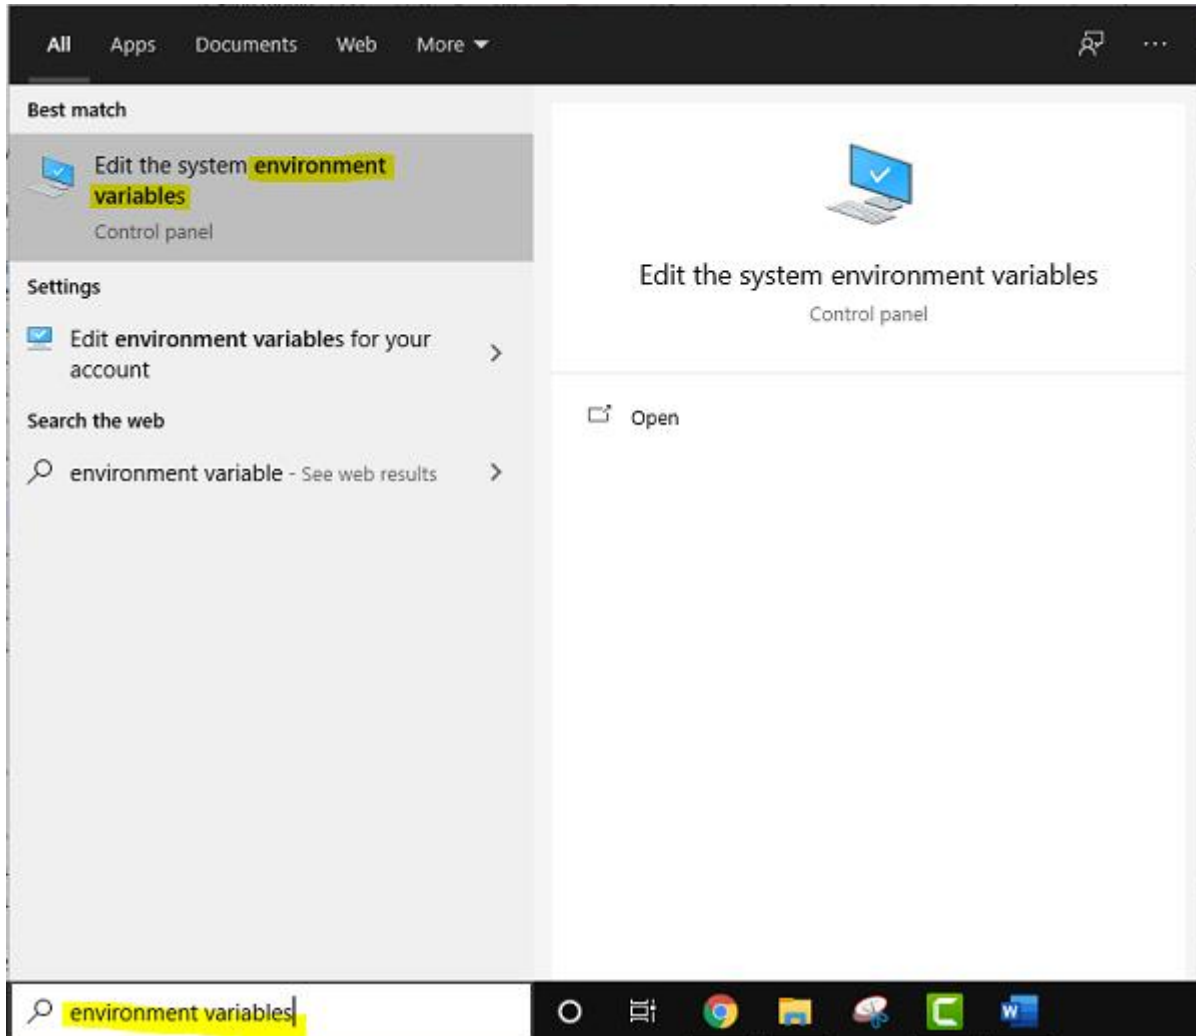 All Apps Documents Web More
Best match
Edit the system environment
variables
Control panel
Settings
Edit environment variables for your
account
Search the web
environment variable - See web results
Edit the system environment variables
Control panel
Open
environment variables
W